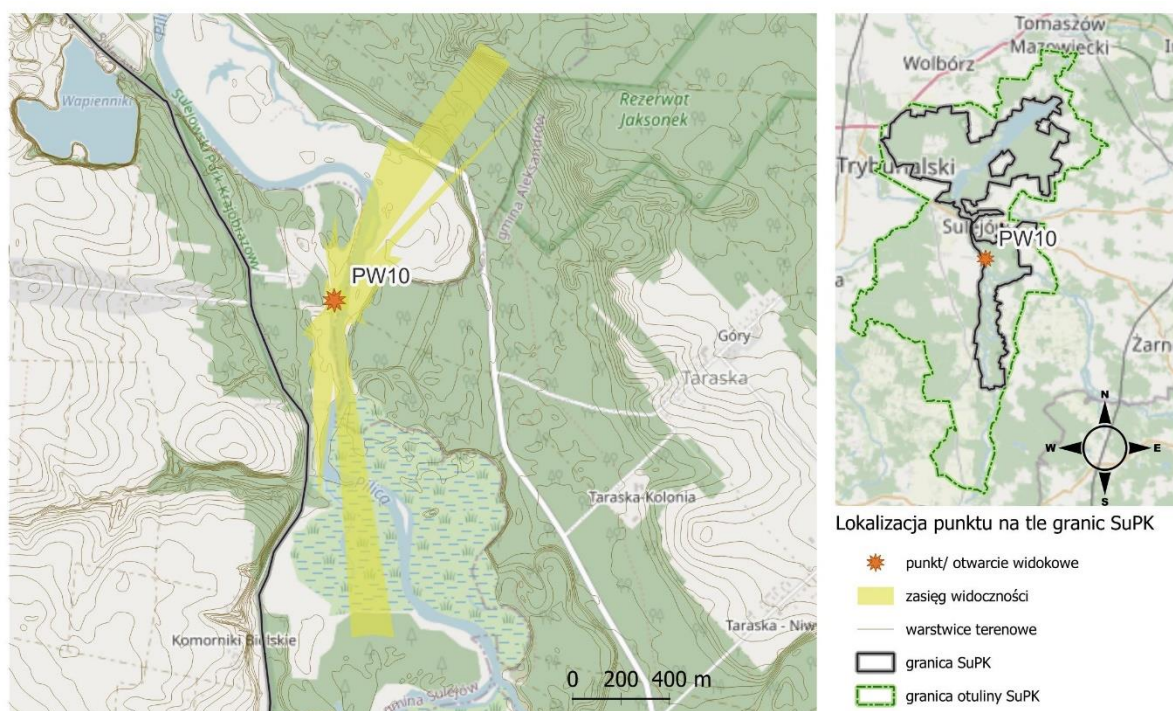 Wapienniki
Sulejowski Park Krajobrazowy
Rezerwat
Jaksonek
gmina Aleksandrów
PW10
Góry
Taraska
Taraska-Kolonia
Pilica
Komorniki Bielskie
Taraska - Niw
gmina Sulejów
0 200 400 m
Tomaszów
Mazowiecki
Wolbórz
Trybunalski
Sulejów
PW10
Żarn
N
W
E
S
Lokalizacja punktu na tle granic SuPK
punkt/ otwarcie widokowe
zasięg widoczności
warstwice terenowe
granica SuPK
granica otuliny SuPK